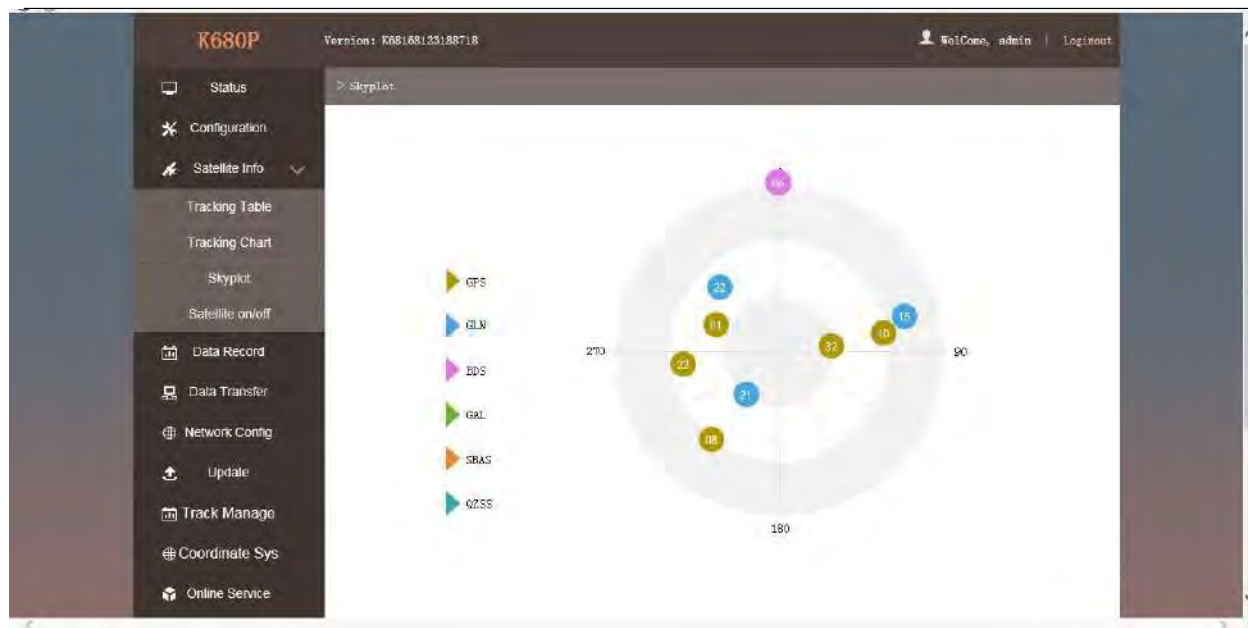 K680P
Version: K68168123188718
WelCome, admin | Loginout
Status
> Skyplot
Configuration
Satellite Info
Tracking Table
Tracking Chart
Skyplot
Satellite on/off
Data Record
Data Transfer
Network Config
Update
Track Manage
Coordinate Sys
Online Service
GPS
GLN
BDS
GAL
SBAS
QZSS
06
22
15
01
10
32
270
90
22
21
08
180